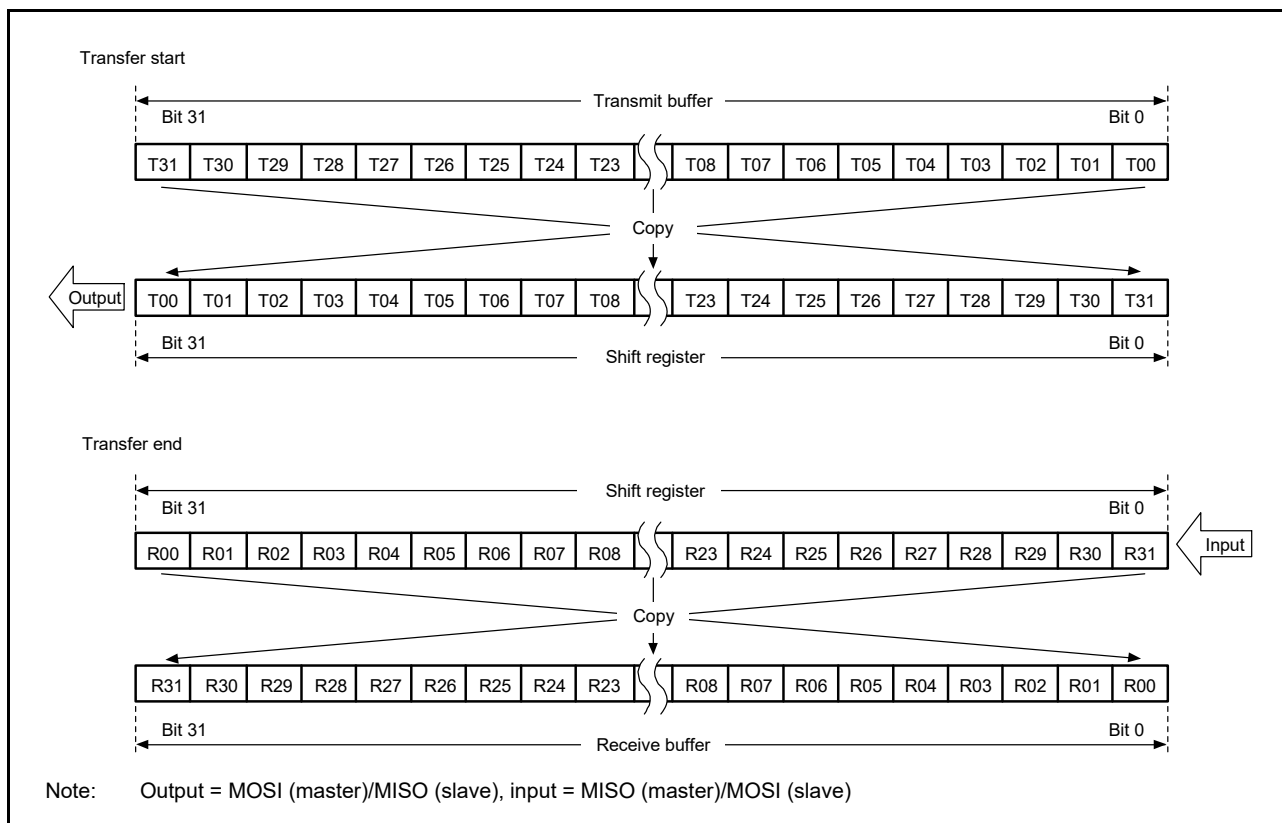 Transfer start
Transmit buffer
Bit 31 Bit 0
T31 T30 T29 T28 T27 T26 T25 T24 T23 T08 T07 T06 T05 T04 T03 T02 T01 T00
Copy
Output T00 T01 T02 T03 T04 T05 T06 T07 T08 T23 T24 T25 T26 T27 T28 T29 T30 T31
Bit 31 Bit 0
Shift register
Transfer end
Shift register
Bit 31 Bit 0
R00 R01 R02 R03 R04 R05 R06 R07 R08 R23 R24 R25 R26 R27 R28 R29 R30 R31 Input
Copy
R31 R30 R29 R28 R27 R26 R25 R24 R23 R08 R07 R06 R05 R04 R03 R02 R01 R00
Bit 31 Bit 0
Receive buffer
Note: Output = MOSI (master)/MISO (slave), input = MISO (master)/MOSI (slave)